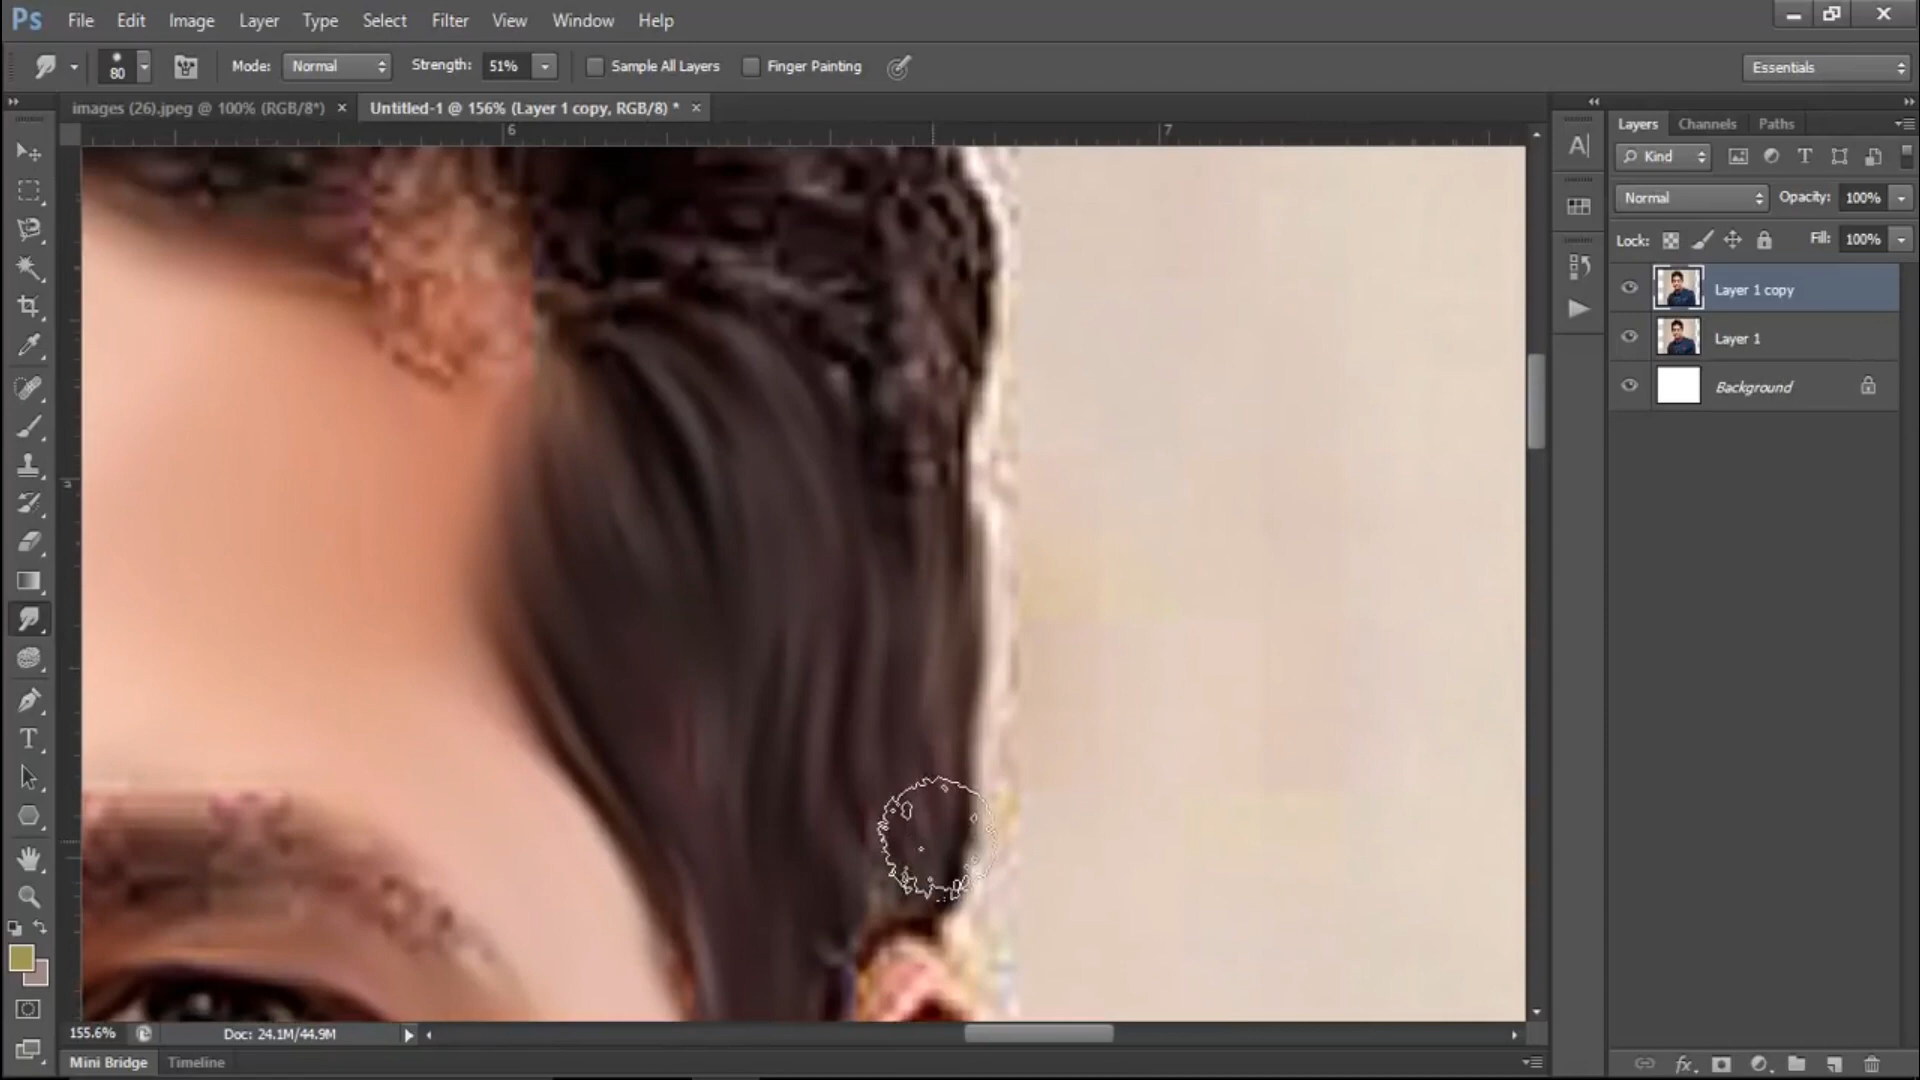 Ps File Edit Image Layer Type Select Filter View Window Help
80 Mode: Normal Strength: 51% Sample All Layers Finger Painting Essentials
images (26).jpeg @ 100% (RGB/8*) × Untitled-1 @ 156% (Layer 1 copy, RGB/8) * ×
Layers Channels Paths
6 7
Kind
Normal Opacity: 100%
Lock: Fill: 100%
Layer 1 copy
Layer 1
Background
155.6% Doc: 24.1M/44.9M
Mini Bridge Timeline